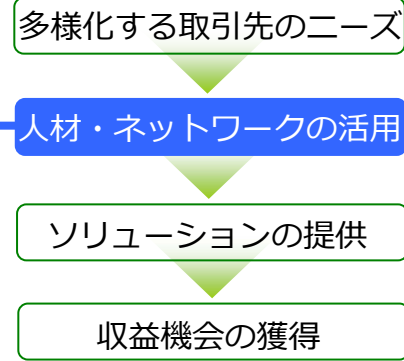 多様化する取引先のニーズ
人材・ネットワークの活用
ソリューションの提供
収益機会の獲得